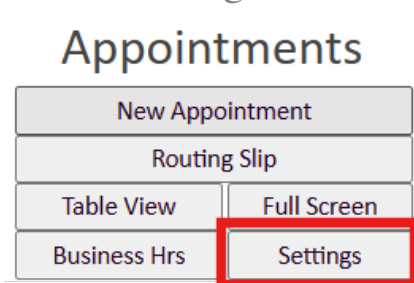 Appointments
New Appointment
Routing Slip
Table View Full Screen
Business Hrs Settings